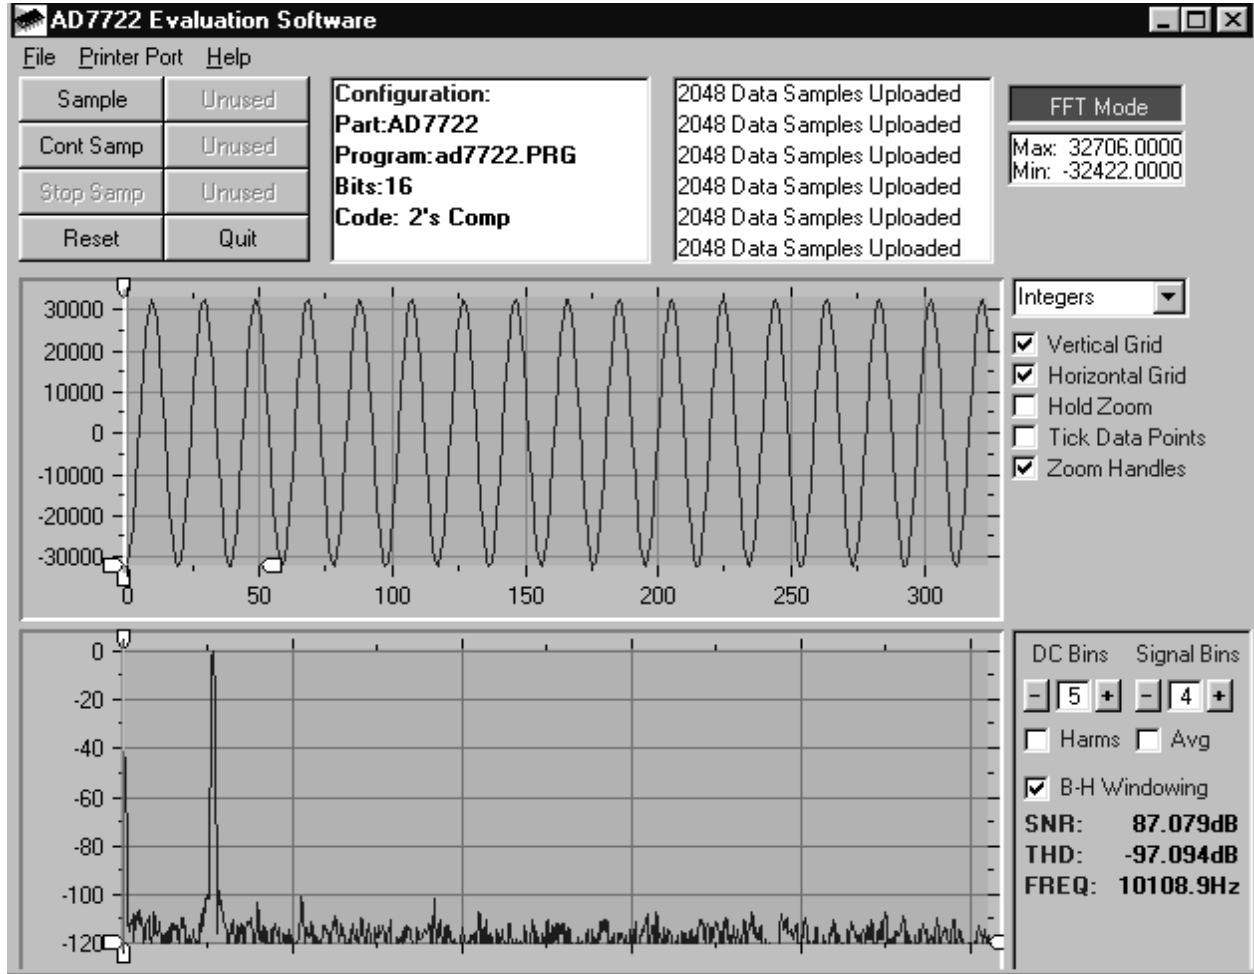 AD7722 Evaluation Software
File Printer Port Help
Sample Unused
Cont Samp Unused
Stop Samp Unused
Reset Quit
Configuration:
Part:AD7722
Program:ad7722.PRG
Bits:16
Code: 2's Comp
2048 Data Samples Uploaded
2048 Data Samples Uploaded
2048 Data Samples Uploaded
2048 Data Samples Uploaded
2048 Data Samples Uploaded
2048 Data Samples Uploaded
FFT Mode
Max: 32706.0000
Min: -32422.0000
30000
20000
10000
0
-10000
-20000
-30000
0 50 100 150 200 250 300
Integers
Vertical Grid
Horizontal Grid
Hold Zoom
Tick Data Points
Zoom Handles
0
-20
-40
-60
-80
-100
-120
DC Bins Signal Bins
- 5 + - 4 +
Harms Avg
B-H Windowing
SNR: 87.079dB
THD: -97.094dB
FREQ: 10108.9Hz